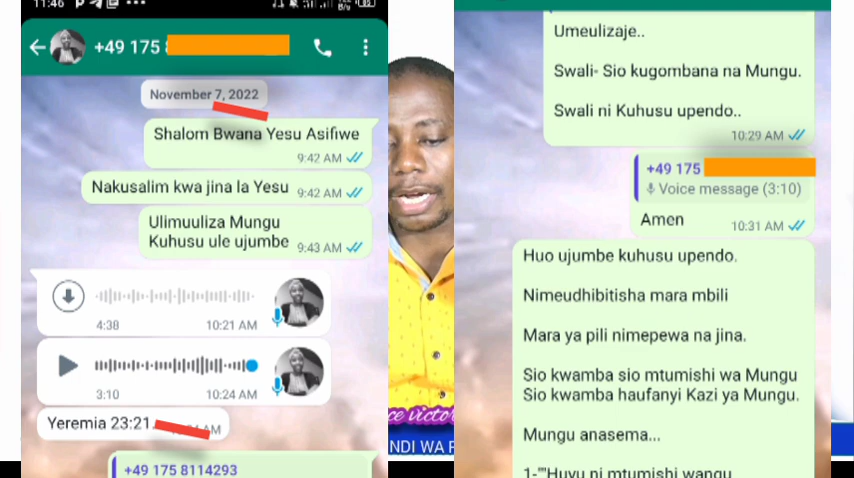 11:46
+49 175
November 7, 2022
Shalom Bwana Yesu Asifiwe
9:42 AM
Nakusalim kwa jina la Yesu
9:42 AM
Ulimuuliza Mungu
Kuhusu ule ujumbe
9:43 AM
4:38
10:21 AM
3:10
10:24 AM
Yeremia 23:21.
AM
+49 175 8114293
ce victor
NDI WA
Umeulizaje..
Swali- Sio kugombana na Mungu.
Swali ni Kuhusu upendo..
10:29 AM
+49 175
Voice message (3:10)
Amen
10:31 AM
Huo ujumbe kuhusu upendo.
Nimeudhibitisha mara mbili
Mara ya pili nimepewa na jina.
Sio kwamba sio mtumishi wa Mungu
Sio kwamba haufanyi Kazi ya Mungu.
Mungu anasema...
1-"'Huyu ni mtumishi wangu